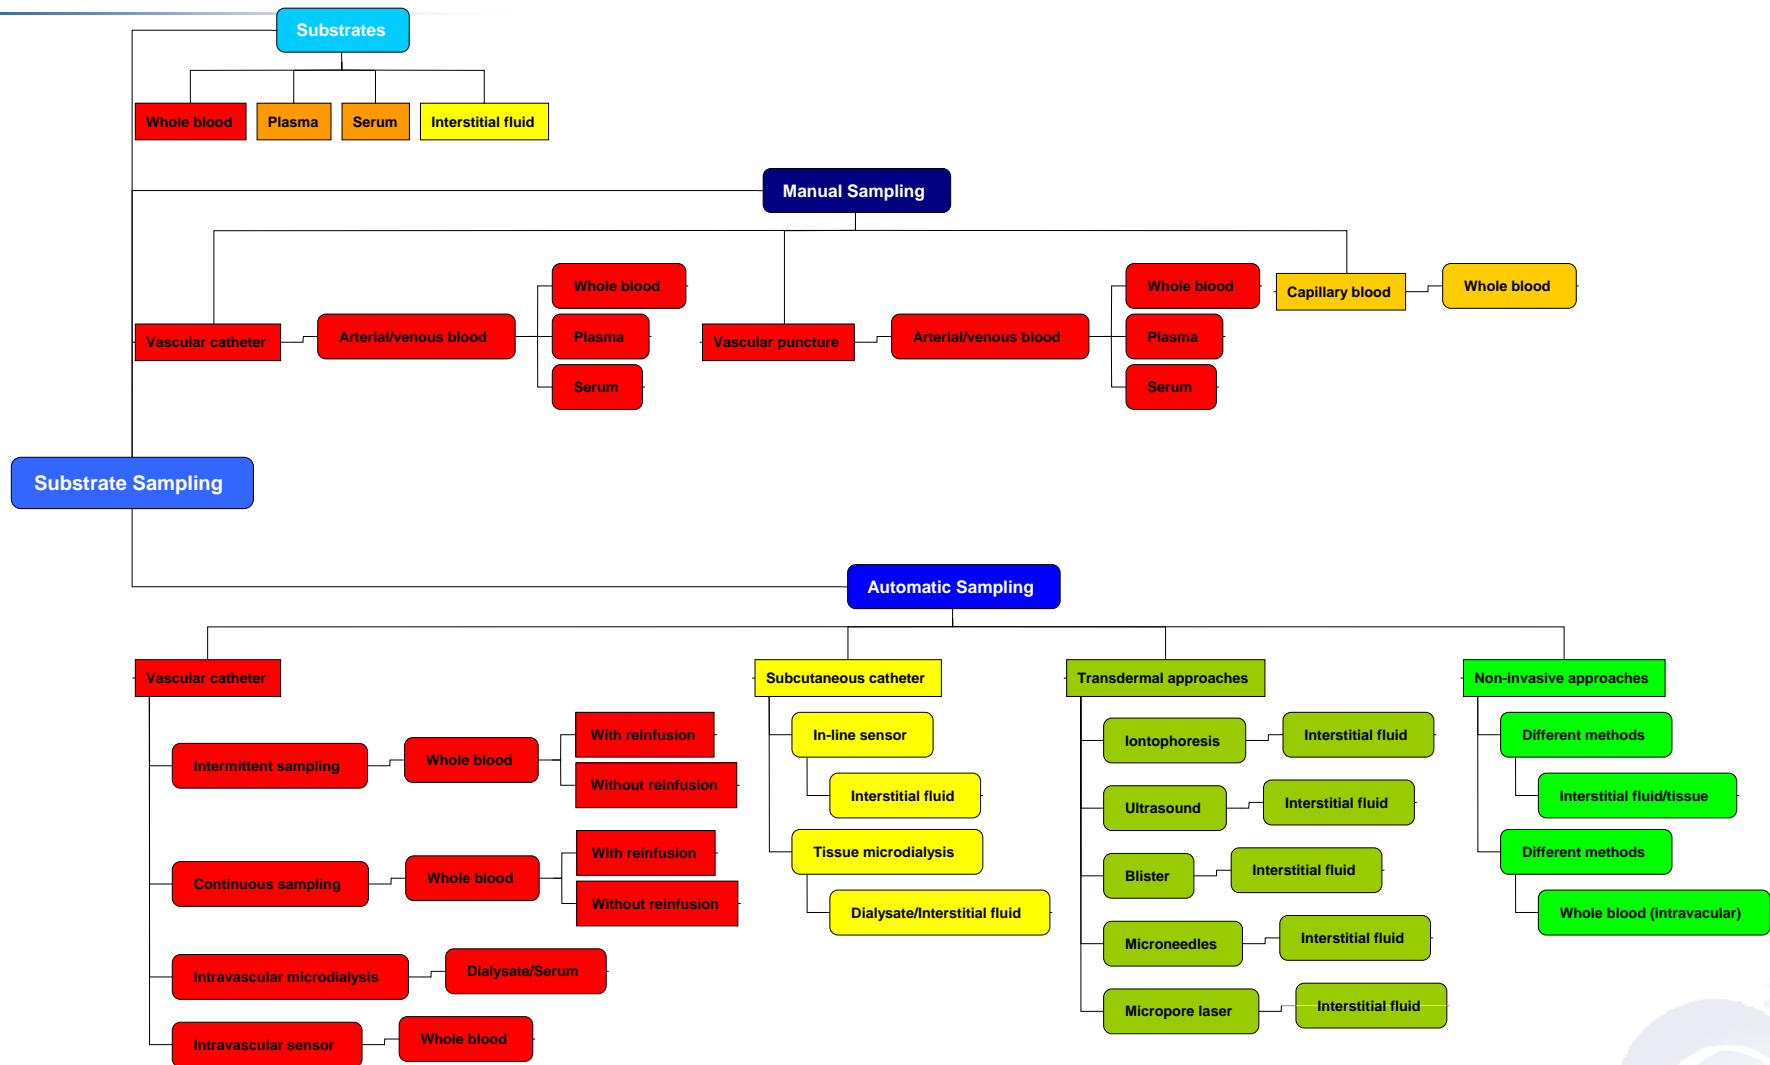 Substrates
Whole blood
Plasma
Serum
Interstitial fluid
Manual Sampling
Vascular catheter
Arterial/venous blood
Whole blood
Plasma
Serum
Vascular puncture
Arterial/venous blood
Whole blood
Plasma
Serum
Capillary blood
Whole blood
Substrate Sampling
Automatic Sampling
Vascular catheter
Intermittent sampling
Whole blood
With reinfusion
Without reinfusion
Continuous sampling
Whole blood
With reinfusion
Without reinfusion
Intravascular microdialysis
Dialysate/Serum
Intravascular sensor
Whole blood
Subcutaneous catheter
In-line sensor
Interstitial fluid
Tissue microdialysis
Dialysate/Interstitial fluid
Transdermal approaches
Iontophoresis
Interstitial fluid
Ultrasound
Interstitial fluid
Blister
Interstitial fluid
Microneedles
Interstitial fluid
Micropore laser
Interstitial fluid
Non-invasive approaches
Different methods
Interstitial fluid/tissue
Different methods
Whole blood (intravacular)